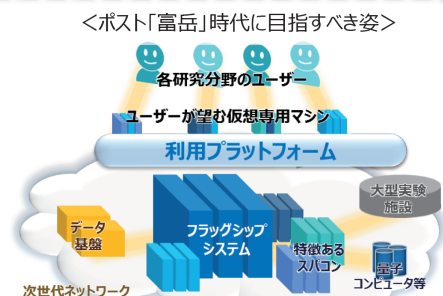 ＜ポスト「富岳」時代に目指すべき姿＞
各研究分野のユーザー
ユーザーが望む仮想専用マシン
利用プラットフォーム
大型実験
施設
データ
基盤
フラッグシップ
システム
特徴ある
スパコン
量子
コンピュータ等
次世代ネットワーク